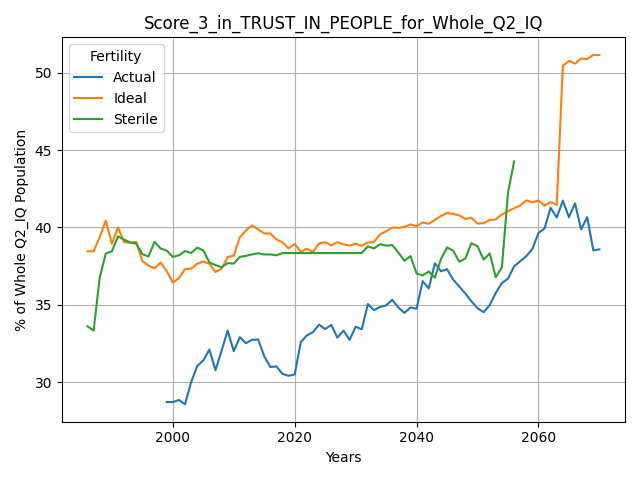 Score_3_in_TRUST_IN_PEOPLE_for_Whole_Q2_IQ
Fertility
Actual
Ideal
Sterile
% of Whole Q2_IQ Population
50
45
40
35
30
2000
2020
2040
2060
Years